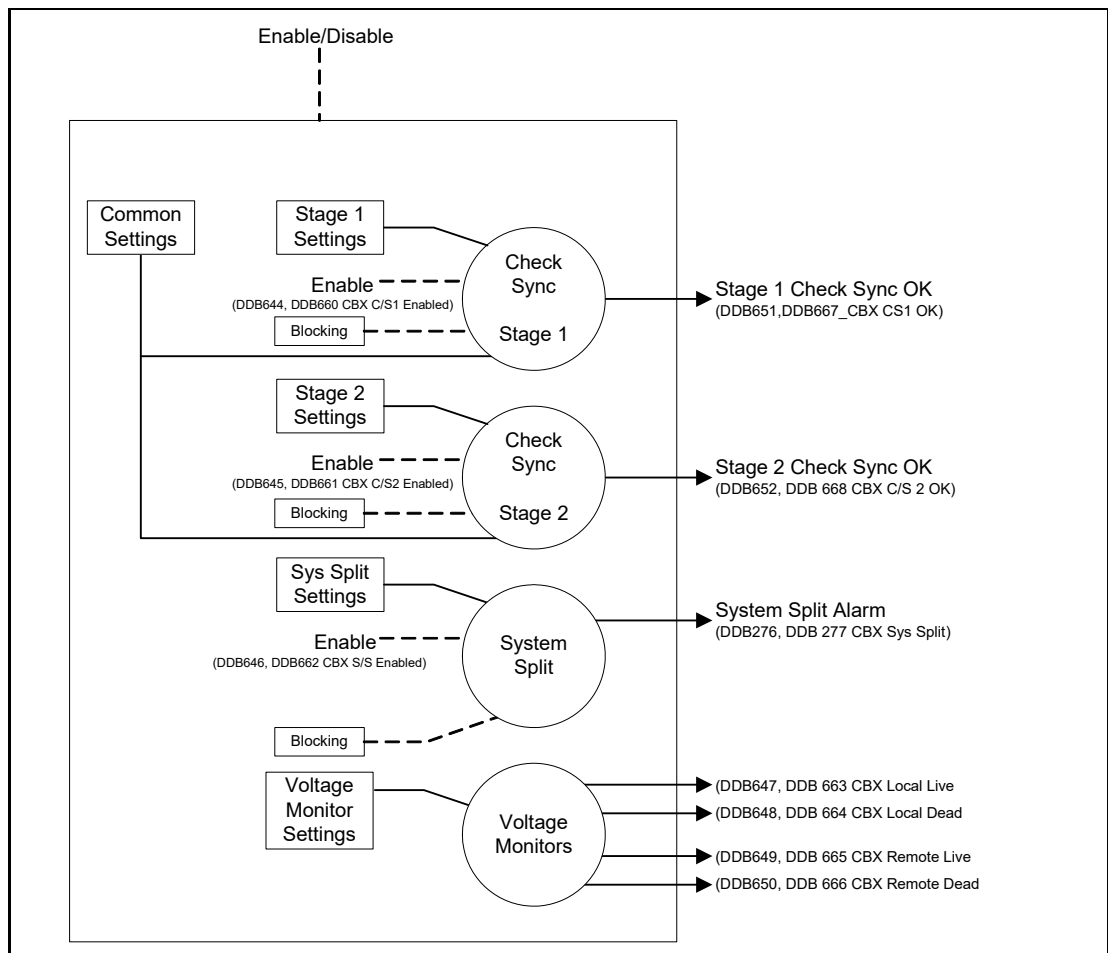 Enable/Disable
Common
Settings
Stage 1
Settings
Check
Sync
Stage 1
Enable
(DDB644, DDB660 CBX C/S1 Enabled)
Blocking
Stage 1 Check Sync OK
(DDB651,DDB667_CBX CS1 OK)
Stage 2
Settings
Check
Sync
Stage 2
Enable
(DDB645, DDB661 CBX C/S2 Enabled)
Blocking
Stage 2 Check Sync OK
(DDB652, DDB 668 CBX C/S 2 OK)
Sys Split
Settings
Enable
(DDB646, DDB662 CBX S/S Enabled)
System
Split
Blocking
System Split Alarm
(DDB276, DDB 277 CBX Sys Split)
Voltage
Monitor
Settings
Voltage
Monitors
(DDB647, DDB 663 CBX Local Live
(DDB648, DDB 664 CBX Local Dead
(DDB649, DDB 665 CBX Remote Live
(DDB650, DDB 666 CBX Remote Dead